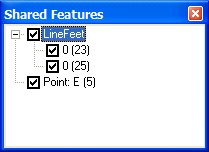 Shared Features
LineFeet
0 (23)
0 (25)
Point: E (5)